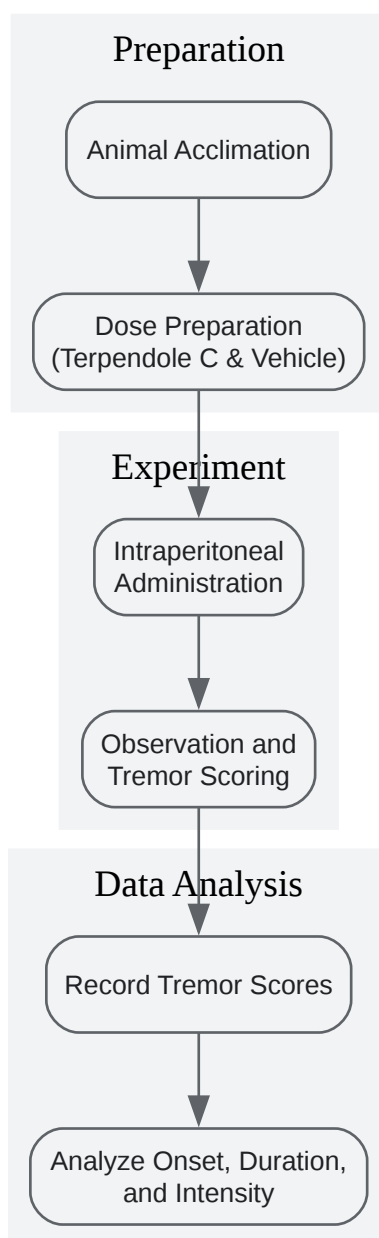 Preparation
Animal Acclimation
Dose Preparation
(Terpendole C & Vehicle)
Experiment
Intraperitoneal
Administration
Observation and
Tremor Scoring
Data Analysis
Record Tremor Scores
Analyze Onset, Duration,
and Intensity